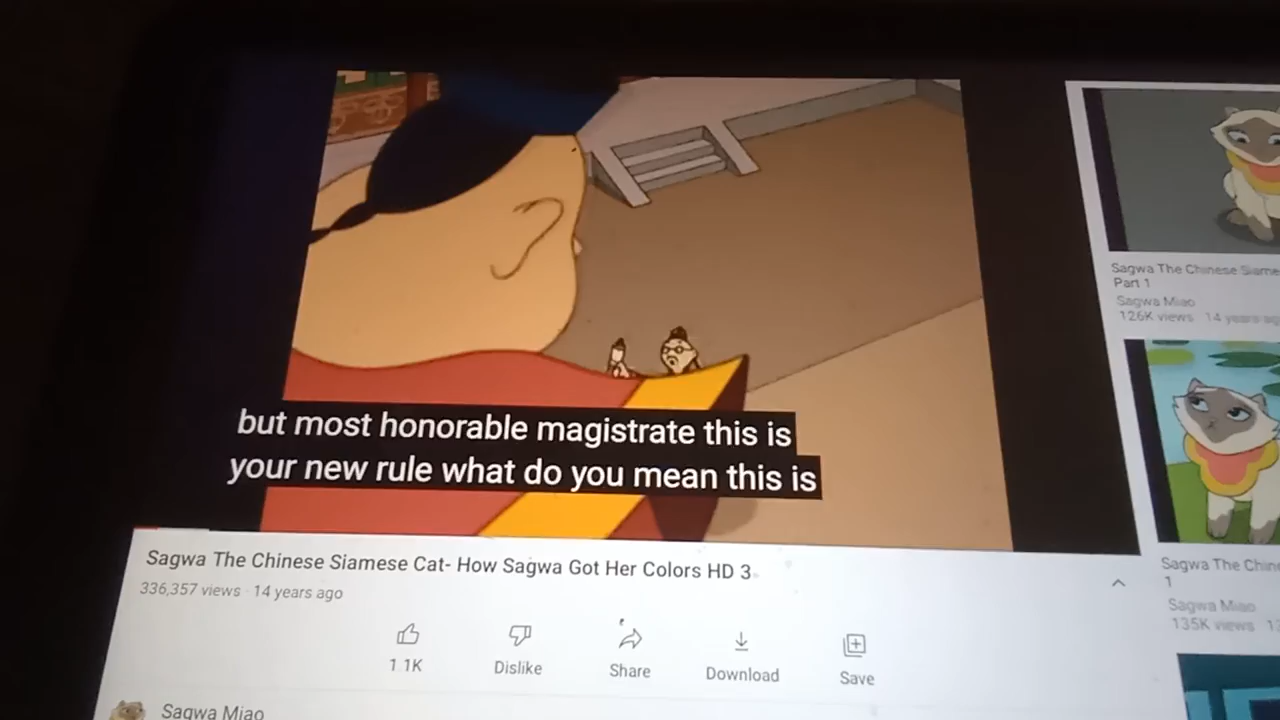 but most honorable magistrate this is
your new rule what do you mean this is
Sagwa The Chinese Siamese Cat- How Sagwa Got Her Colors HD 3
336,357 views · 14 years ago
1.1K
Dislike
Share
Download
Save
Sagwa Miao
Sagwa The Chinese Siame
Part 1
Sagwa Miao
126K views 14 years ag
Sagwa The Chine
1
Sagwa Miao
135K views